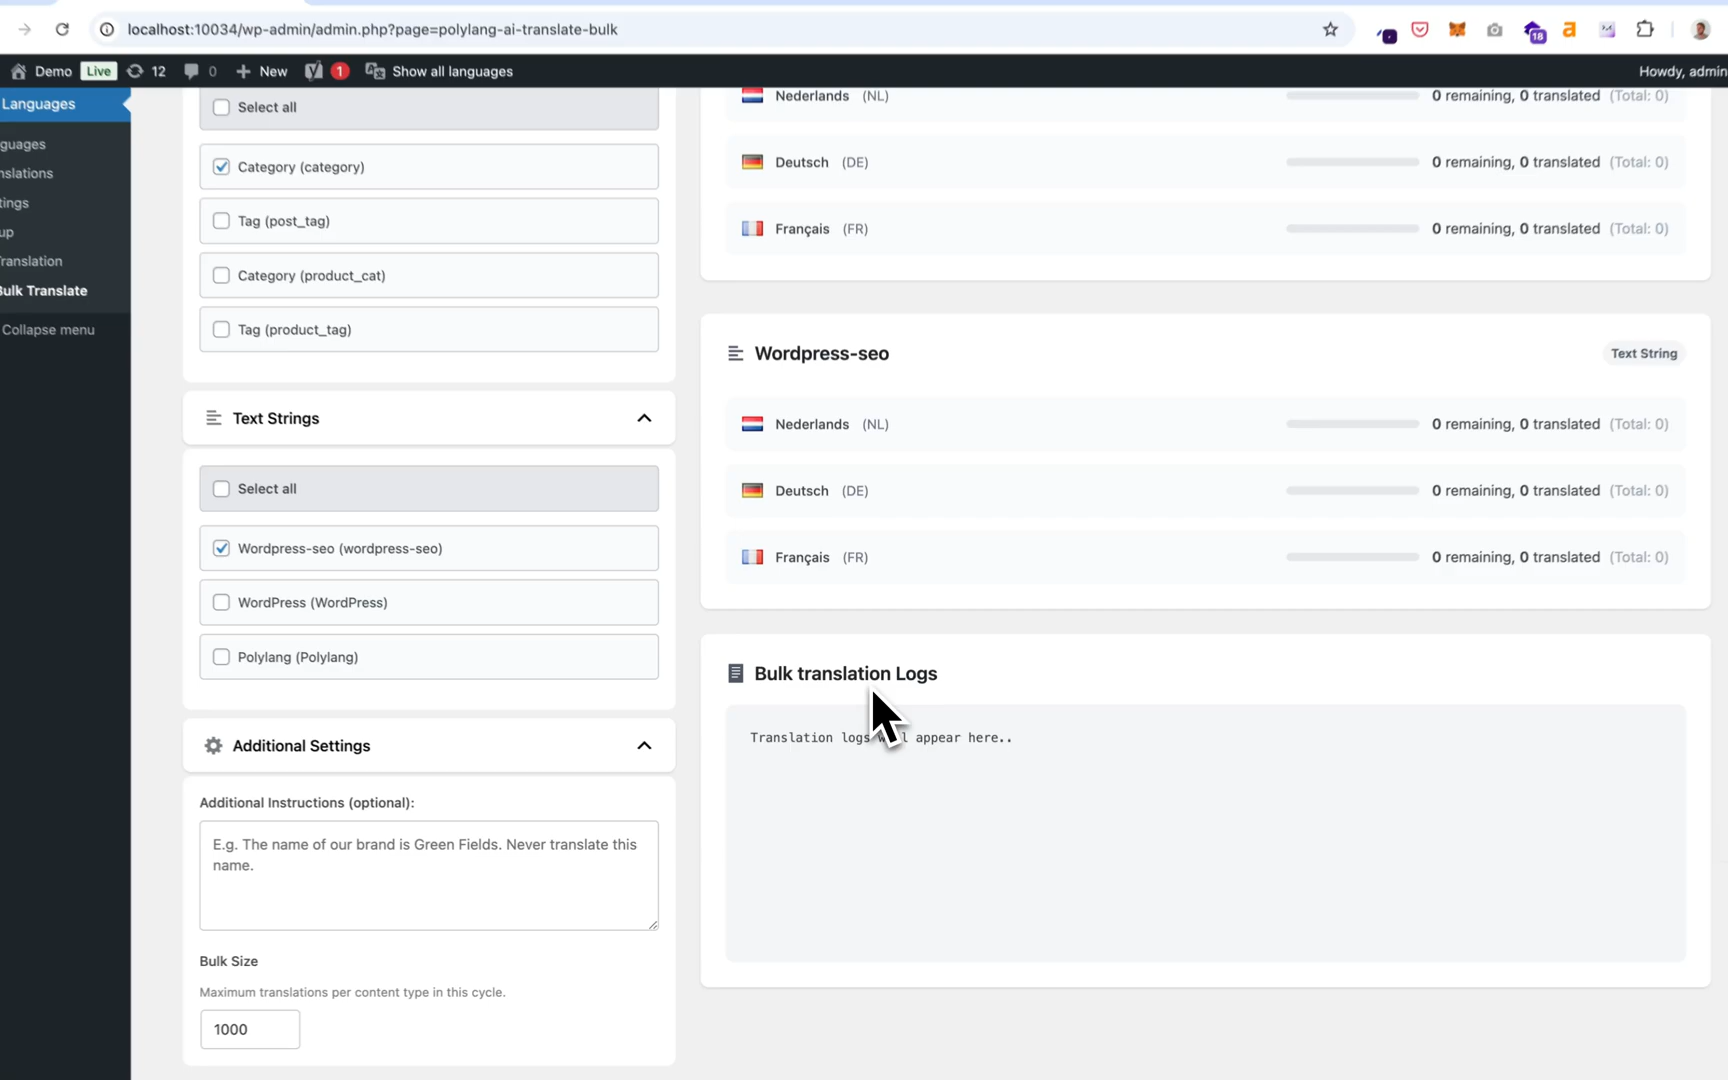 localhost:10034/wp-admin/admin.php?page=polylang-ai-translate-bulk
18
a
Demo Live 12 0 New 1 Show all languages
Howdy, admin
Languages
guages
nslations
tings
up
ranslation
Bulk Translate
Collapse menu
Select all
Category (category)
Tag (post_tag)
Category (product_cat)
Tag (product_tag)
Text Strings
Select all
Wordpress-seo (wordpress-seo)
WordPress (WordPress)
Polylang (Polylang)
Additional Settings
Additional Instructions (optional):
E.g. The name of our brand is Green Fields. Never translate this
name.
Bulk Size
Maximum translations per content type in this cycle.
1000
Nederlands (NL) 0 remaining, 0 translated (Total: 0)
Deutsch (DE) 0 remaining, 0 translated (Total: 0)
Français (FR) 0 remaining, 0 translated (Total: 0)
Wordpress-seo Text String
Nederlands (NL) 0 remaining, 0 translated (Total: 0)
Deutsch (DE) 0 remaining, 0 translated (Total: 0)
Français (FR) 0 remaining, 0 translated (Total: 0)
Bulk translation Logs
Translation logs appear here..